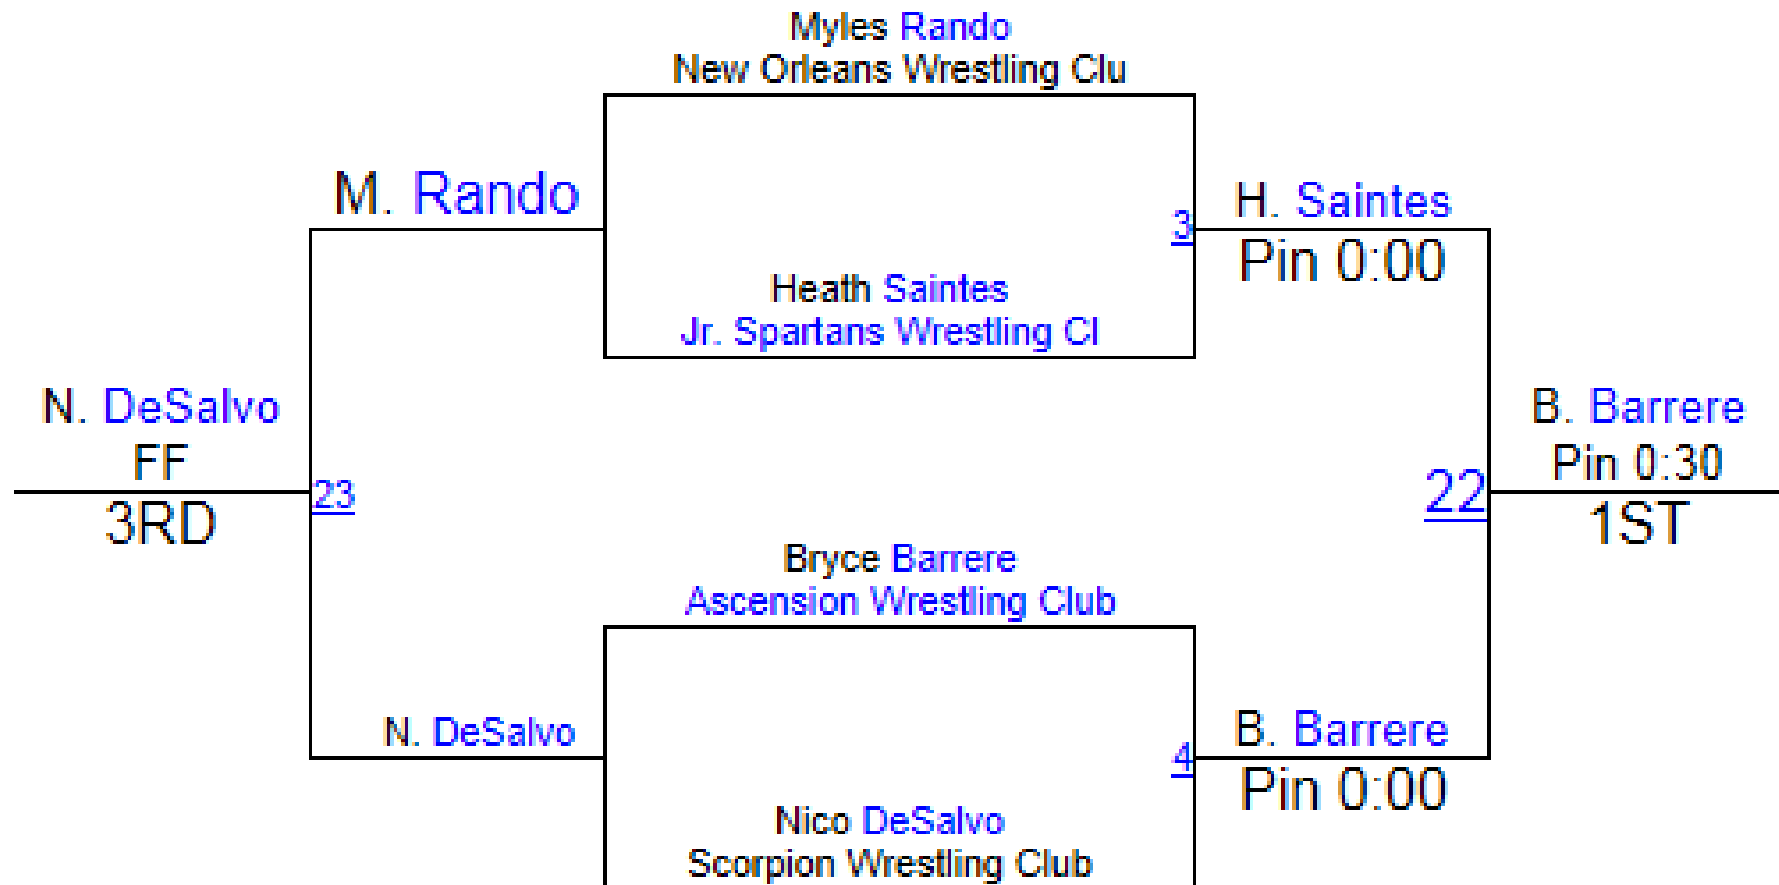 Myles Rando
New Orleans Wrestling Clu
M. Rando
3
H. Saintes
Pin 0:00
Heath Saintes
Jr. Spartans Wrestling Cl
N. DeSalvo
FF
3RD
23
22
B. Barrere
Pin 0:30
1ST
Bryce Barrere
Ascension Wrestling Club
N. DeSalvo
4
B. Barrere
Pin 0:00
Nico DeSalvo
Scorpion Wrestling Club